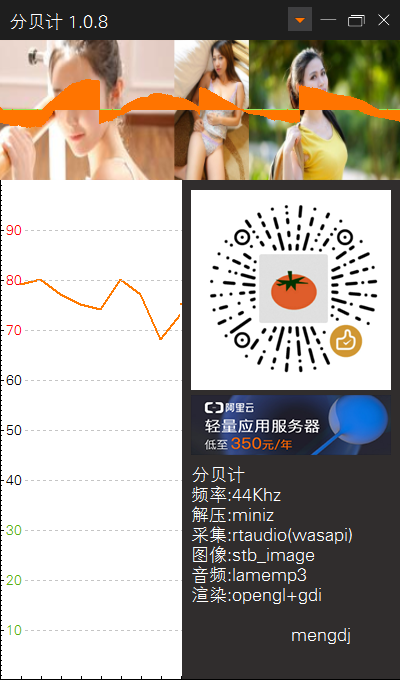 分贝计 1.0.8
90
80
70
60
50
40
30
20
10
阿里云
轻量应用服务器
低至 350元/年
分贝计
频率:44Khz
解压:miniz
采集:rtaudio(wasapi)
图像:stb_image
音频:lamemp3
渲染:opengl+gdi
mengdj